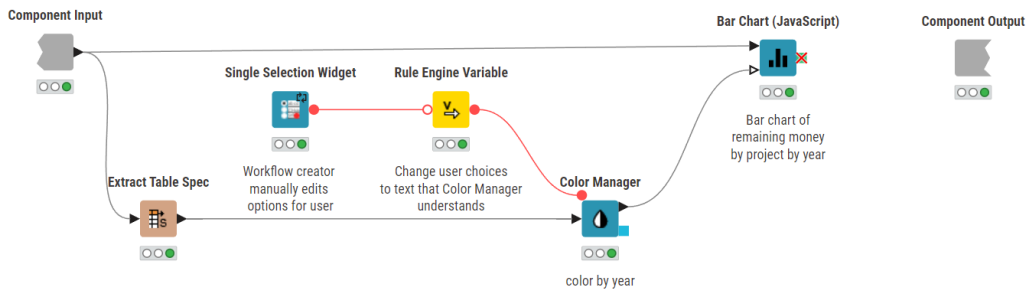 Component Input
Bar Chart (JavaScript)
Component Output
Single Selection Widget
Rule Engine Variable
Bar chart of
remaining money
by project by year
Workflow creator
manually edits
options for user
Change user choices
to text that Color Manager
understands
Extract Table Spec
Color Manager
S
V
color by year